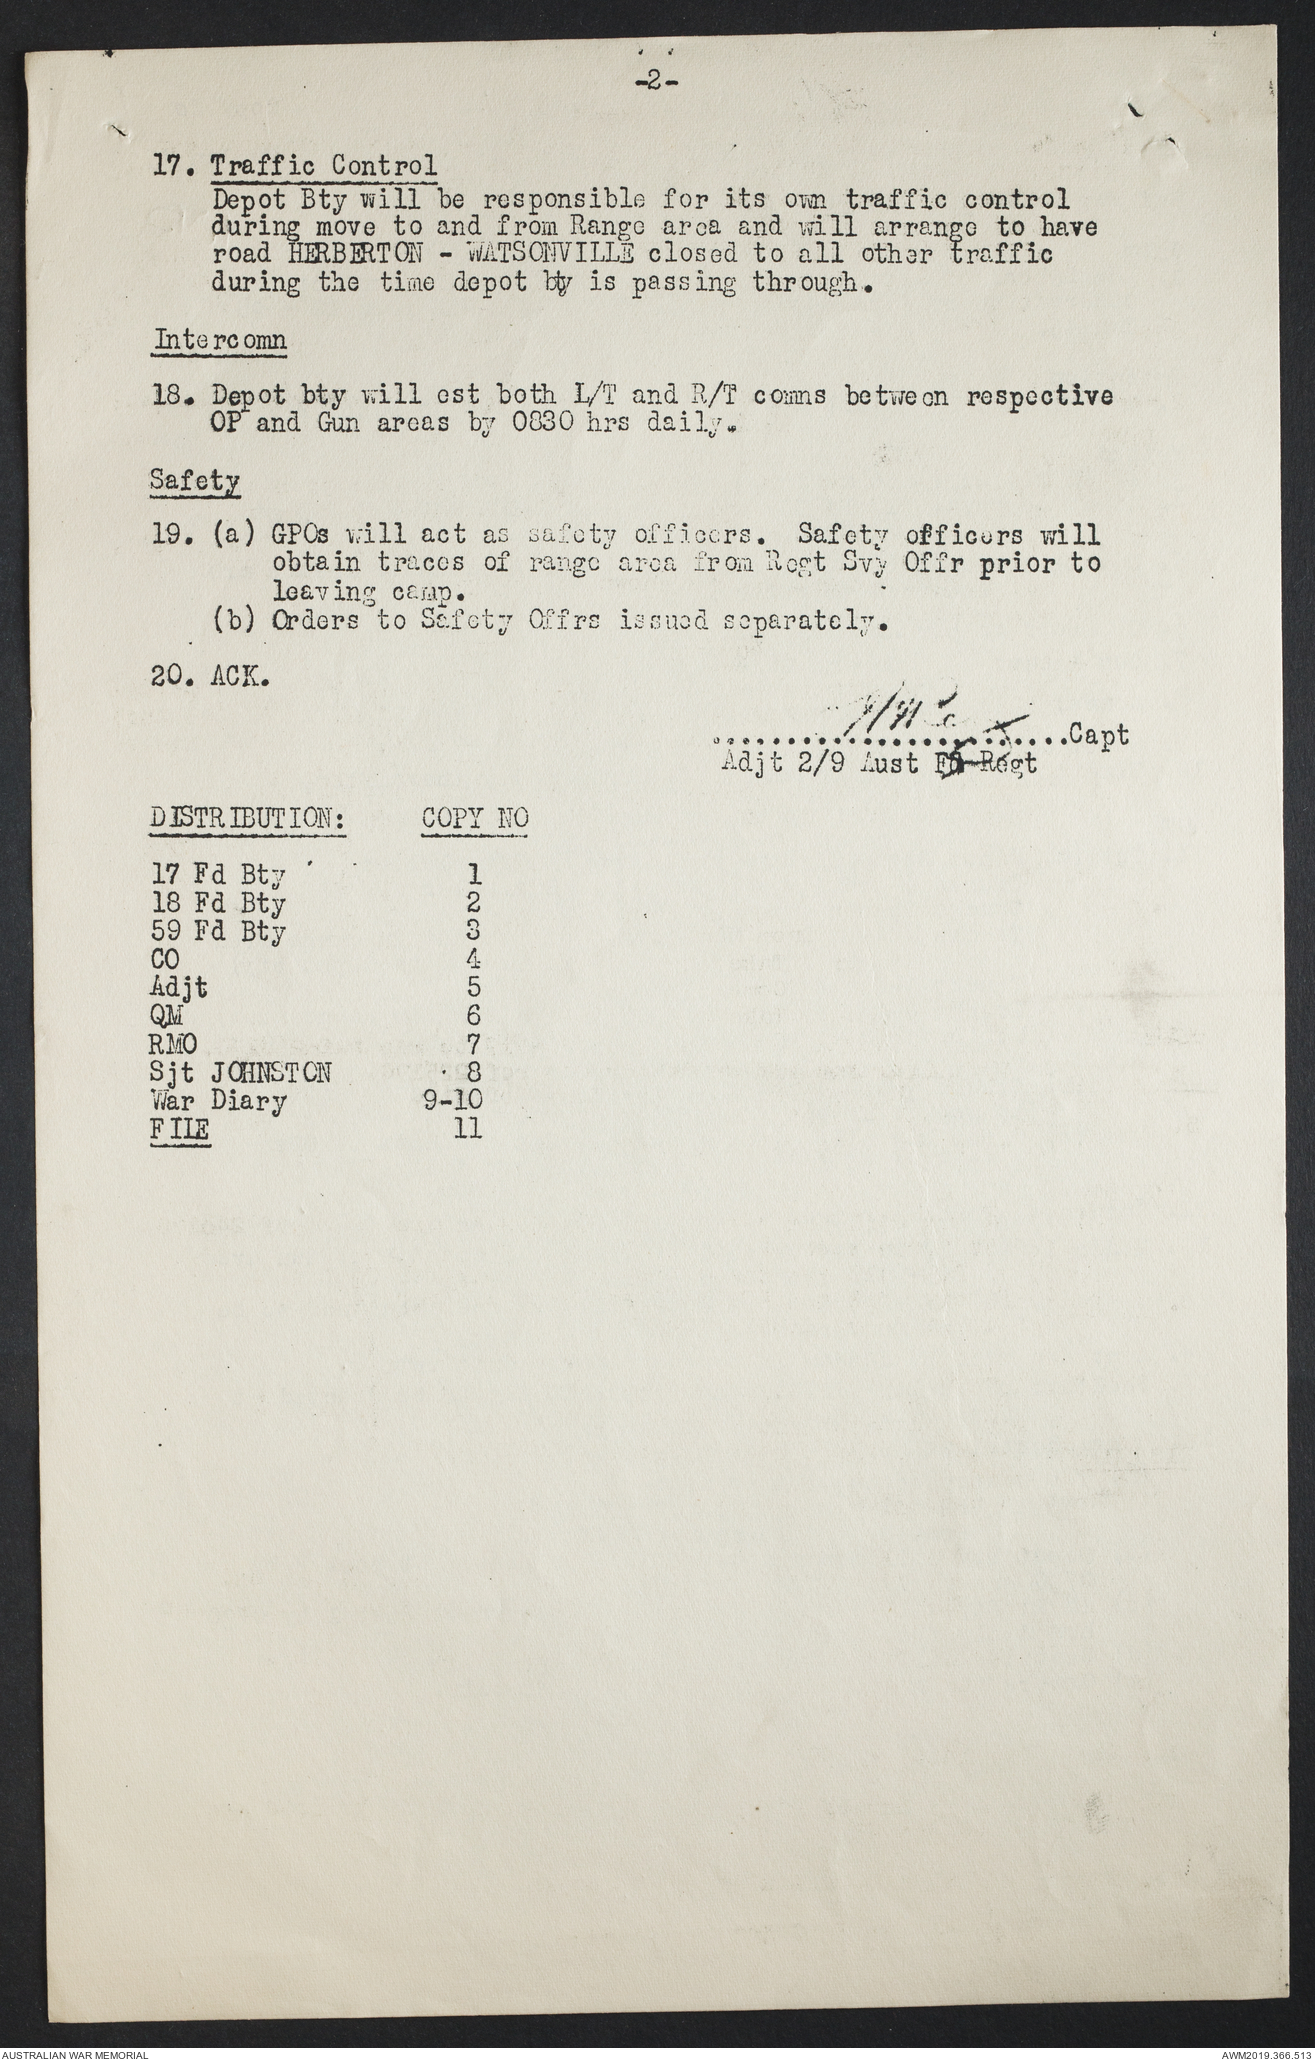 -2-
17. Traffic Control
Depot Bty will be responsible for its own traffic control
during move to and from Range area and will arrange to have
road HERBERTON - WATSONVILLE closed to all other traffic
during the time depot bty is passing through.
Intercomn
18. Depot bty will est both L/T and R/T comns between respective
OP and Gun areas by 0830 hrs daily.
Safety
19. (a) GPOs will act as safety officers. Safety officers will
obtain traces of range area from Regt Svy Offr prior to
leaving camp.
(b) Orders to Safety Offrs issued separately.
20. ACK.
..............................Capt
Adjt 2/9 Aust Fd Regt
DISTRIBUTION: COPY NO
17 Fd Bty 1
18 Fd Bty 2
59 Fd Bty 3
CO 4
Adjt 5
QM 6
RMO 7
Sjt JOHNSTON 8
War Diary 9-10
FILE 11
AUSTRALIAN WAR MEMORIAL AWM2019.366.513